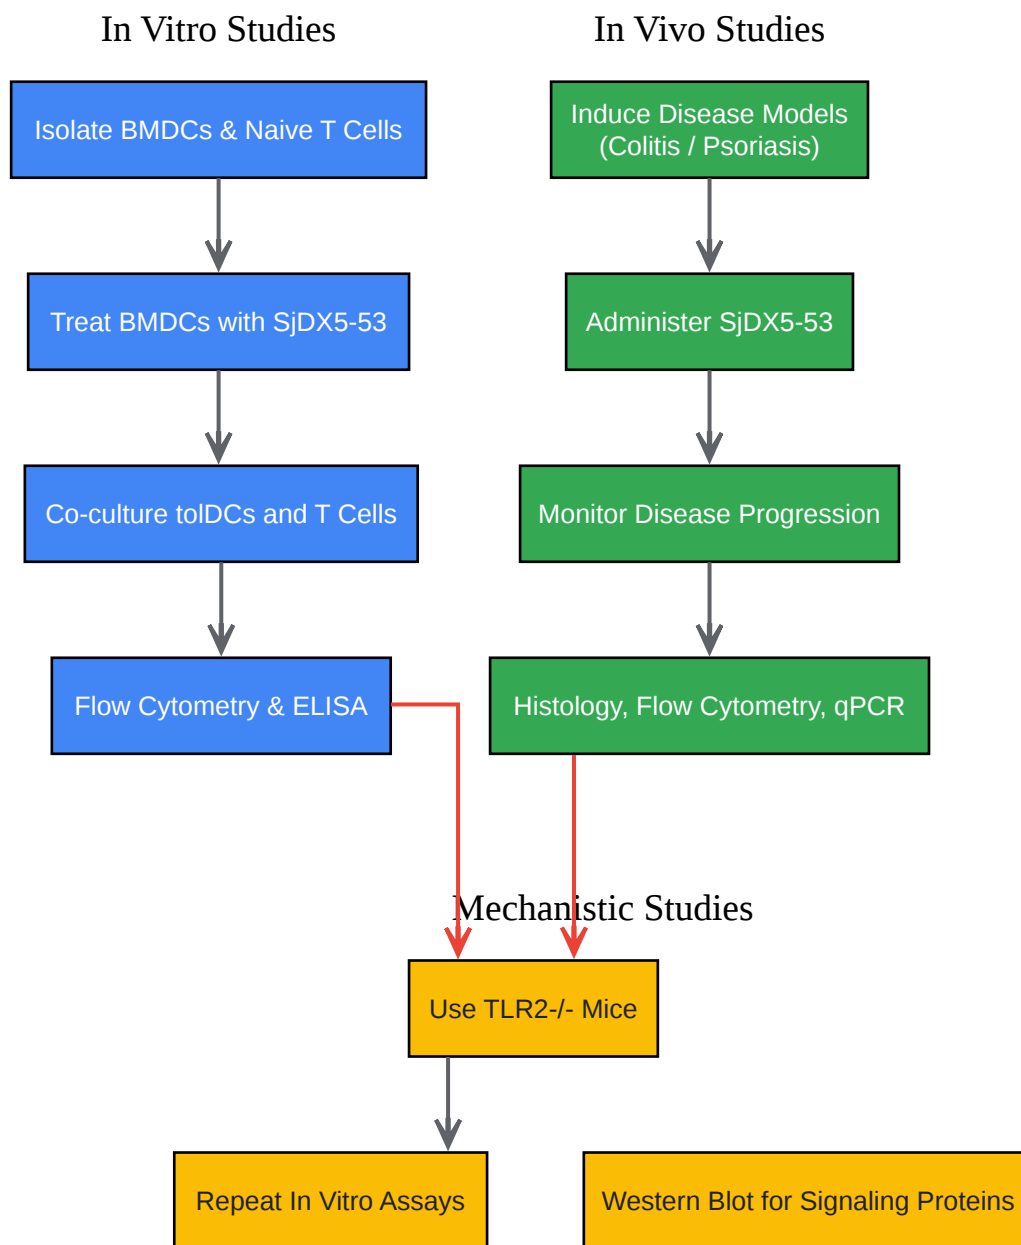 In Vitro Studies
In Vivo Studies
Isolate BMDCs & Naive T Cells
Induce Disease Models
(Colitis / Psoriasis)
Treat BMDCs with SjDX5-53
Administer SjDX5-53
Co-culture tolDCs and T Cells
Monitor Disease Progression
Flow Cytometry & ELISA
Histology, Flow Cytometry, qPCR
Mechanistic Studies
Use TLR2-/- Mice
Repeat In Vitro Assays
Western Blot for Signaling Proteins